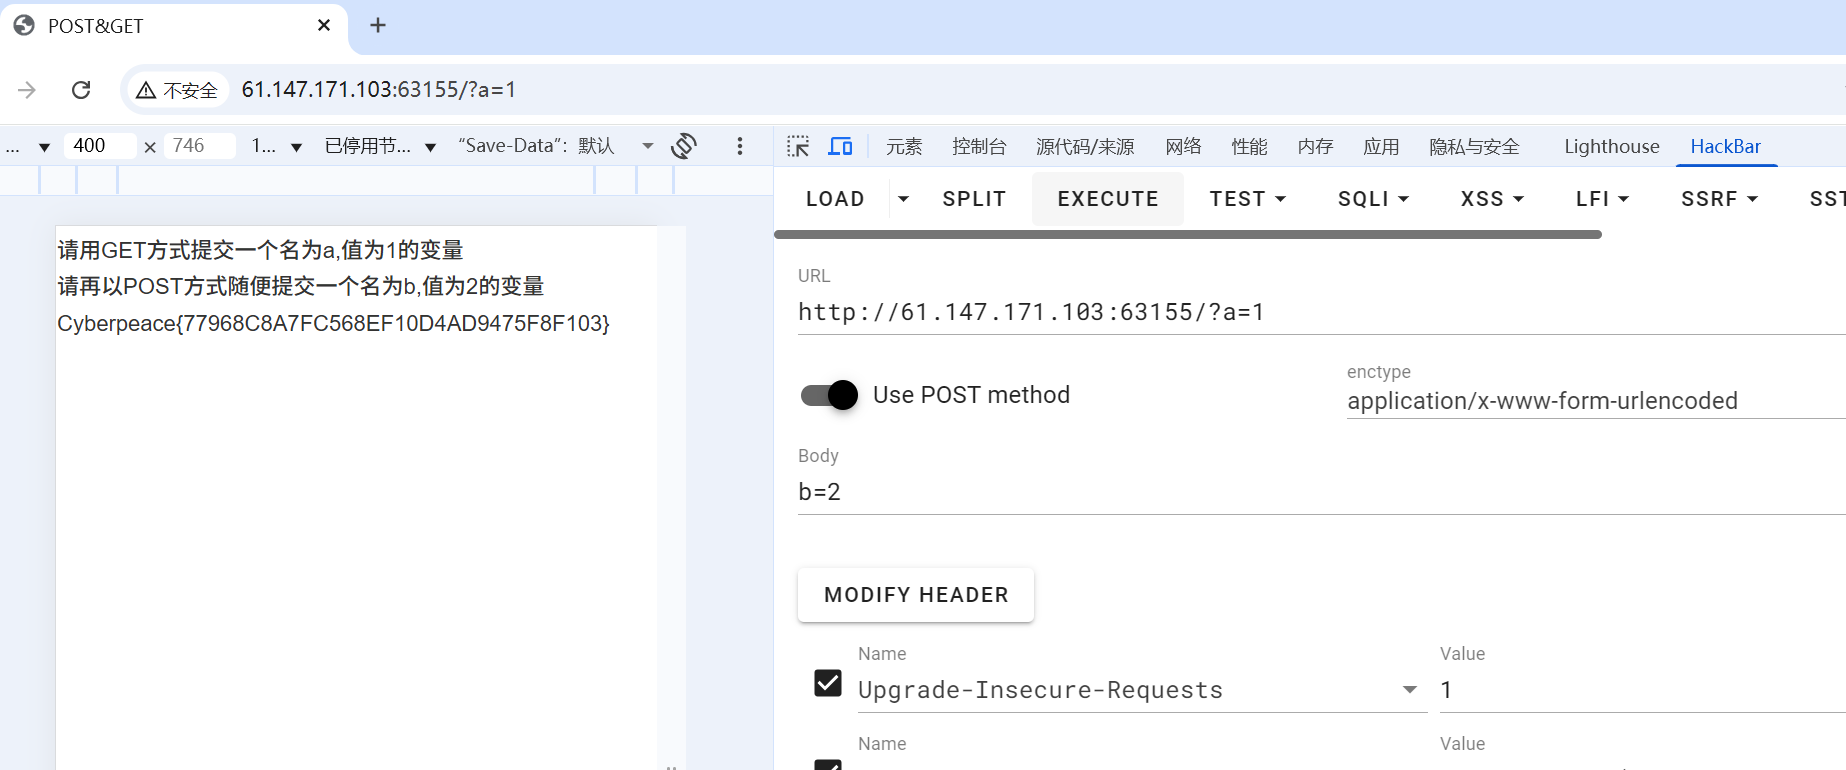 POST&GET
不安全
61.147.171.103:63155/?a=1
... 400 × 746 1... 已停用节... “Save-Data”：默认
元素 控制台 源代码/来源 网络 性能 内存 应用 隐私与安全 Lighthouse HackBar
LOAD SPLIT EXECUTE TEST SQLI XSS LFI SSRF SST
请用GET方式提交一个名为a,值为1的变量
请再以POST方式随便提交一个名为b,值为2的变量
Cyberpeace{77968C8A7FC568EF10D4AD9475F8F103}
URL
http://61.147.171.103:63155/?a=1
Use POST method
enctype
application/x-www-form-urlencoded
Body
b=2
MODIFY HEADER
Name Value
Upgrade-Insecure-Requests 1
Name Value